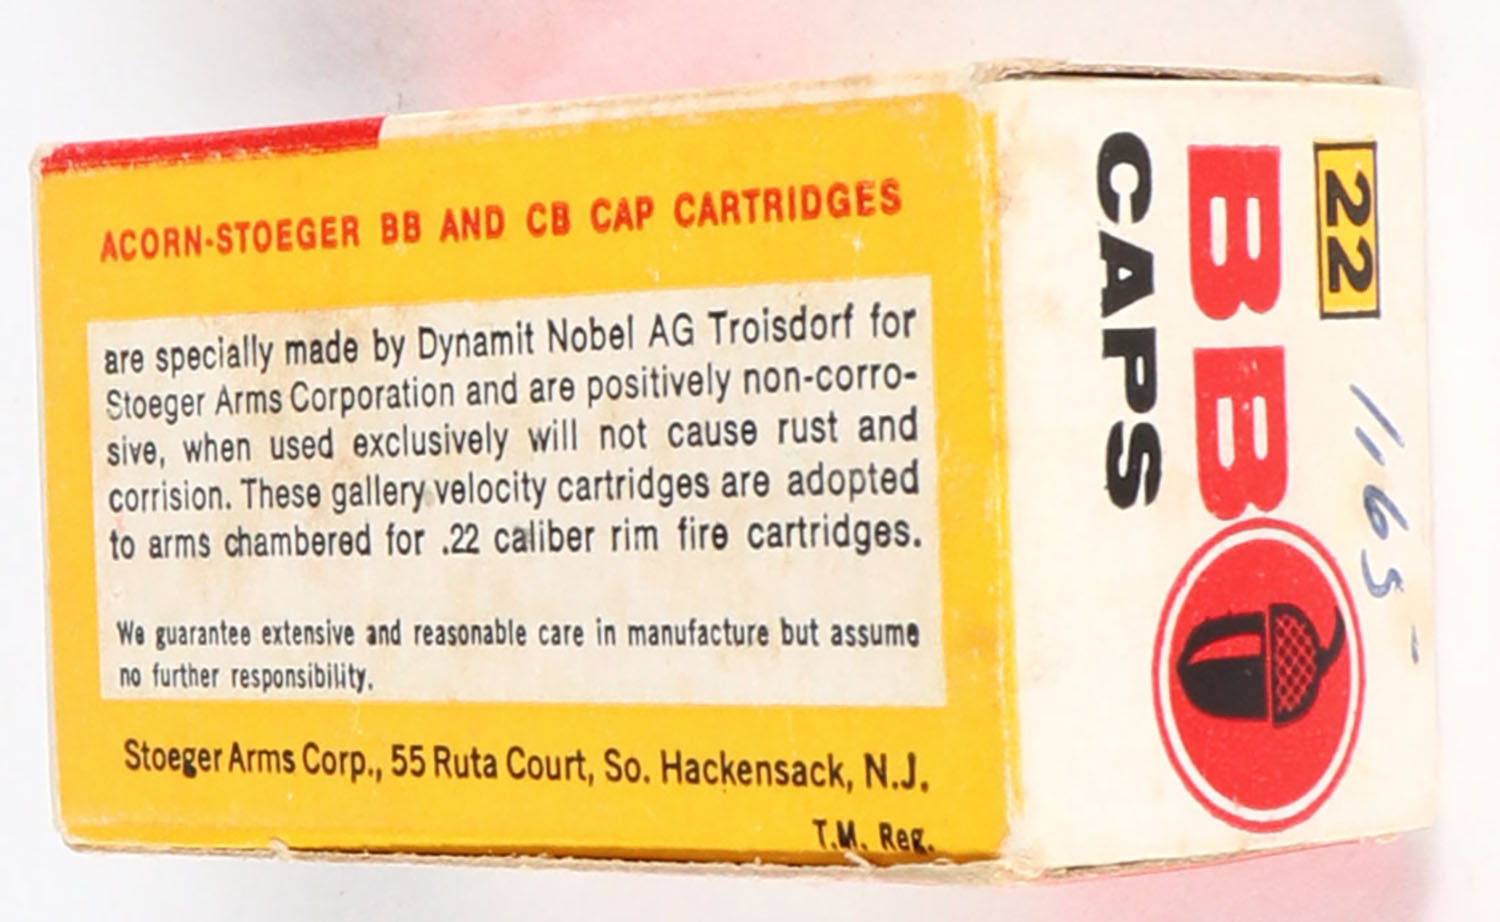 ACORN-STOEGER BB AND CB CAP CARTRIDGES
are specially made by Dynamit Nobel AG Troisdorf for
Stoeger Arms Corporation and are positively non-corro-
sive, when used exclusively will not cause rust and
corrision. These gallery velocity cartridges are adopted
to arms chambered for .22 caliber rim fire cartridges.
We guarantee extensive and reasonable care in manufacture but assume
no further responsibility.
Stoeger Arms Corp., 55 Ruta Court, So. Hackensack, N.J.
T.M. Reg.
22
BB
CAPS
1165-